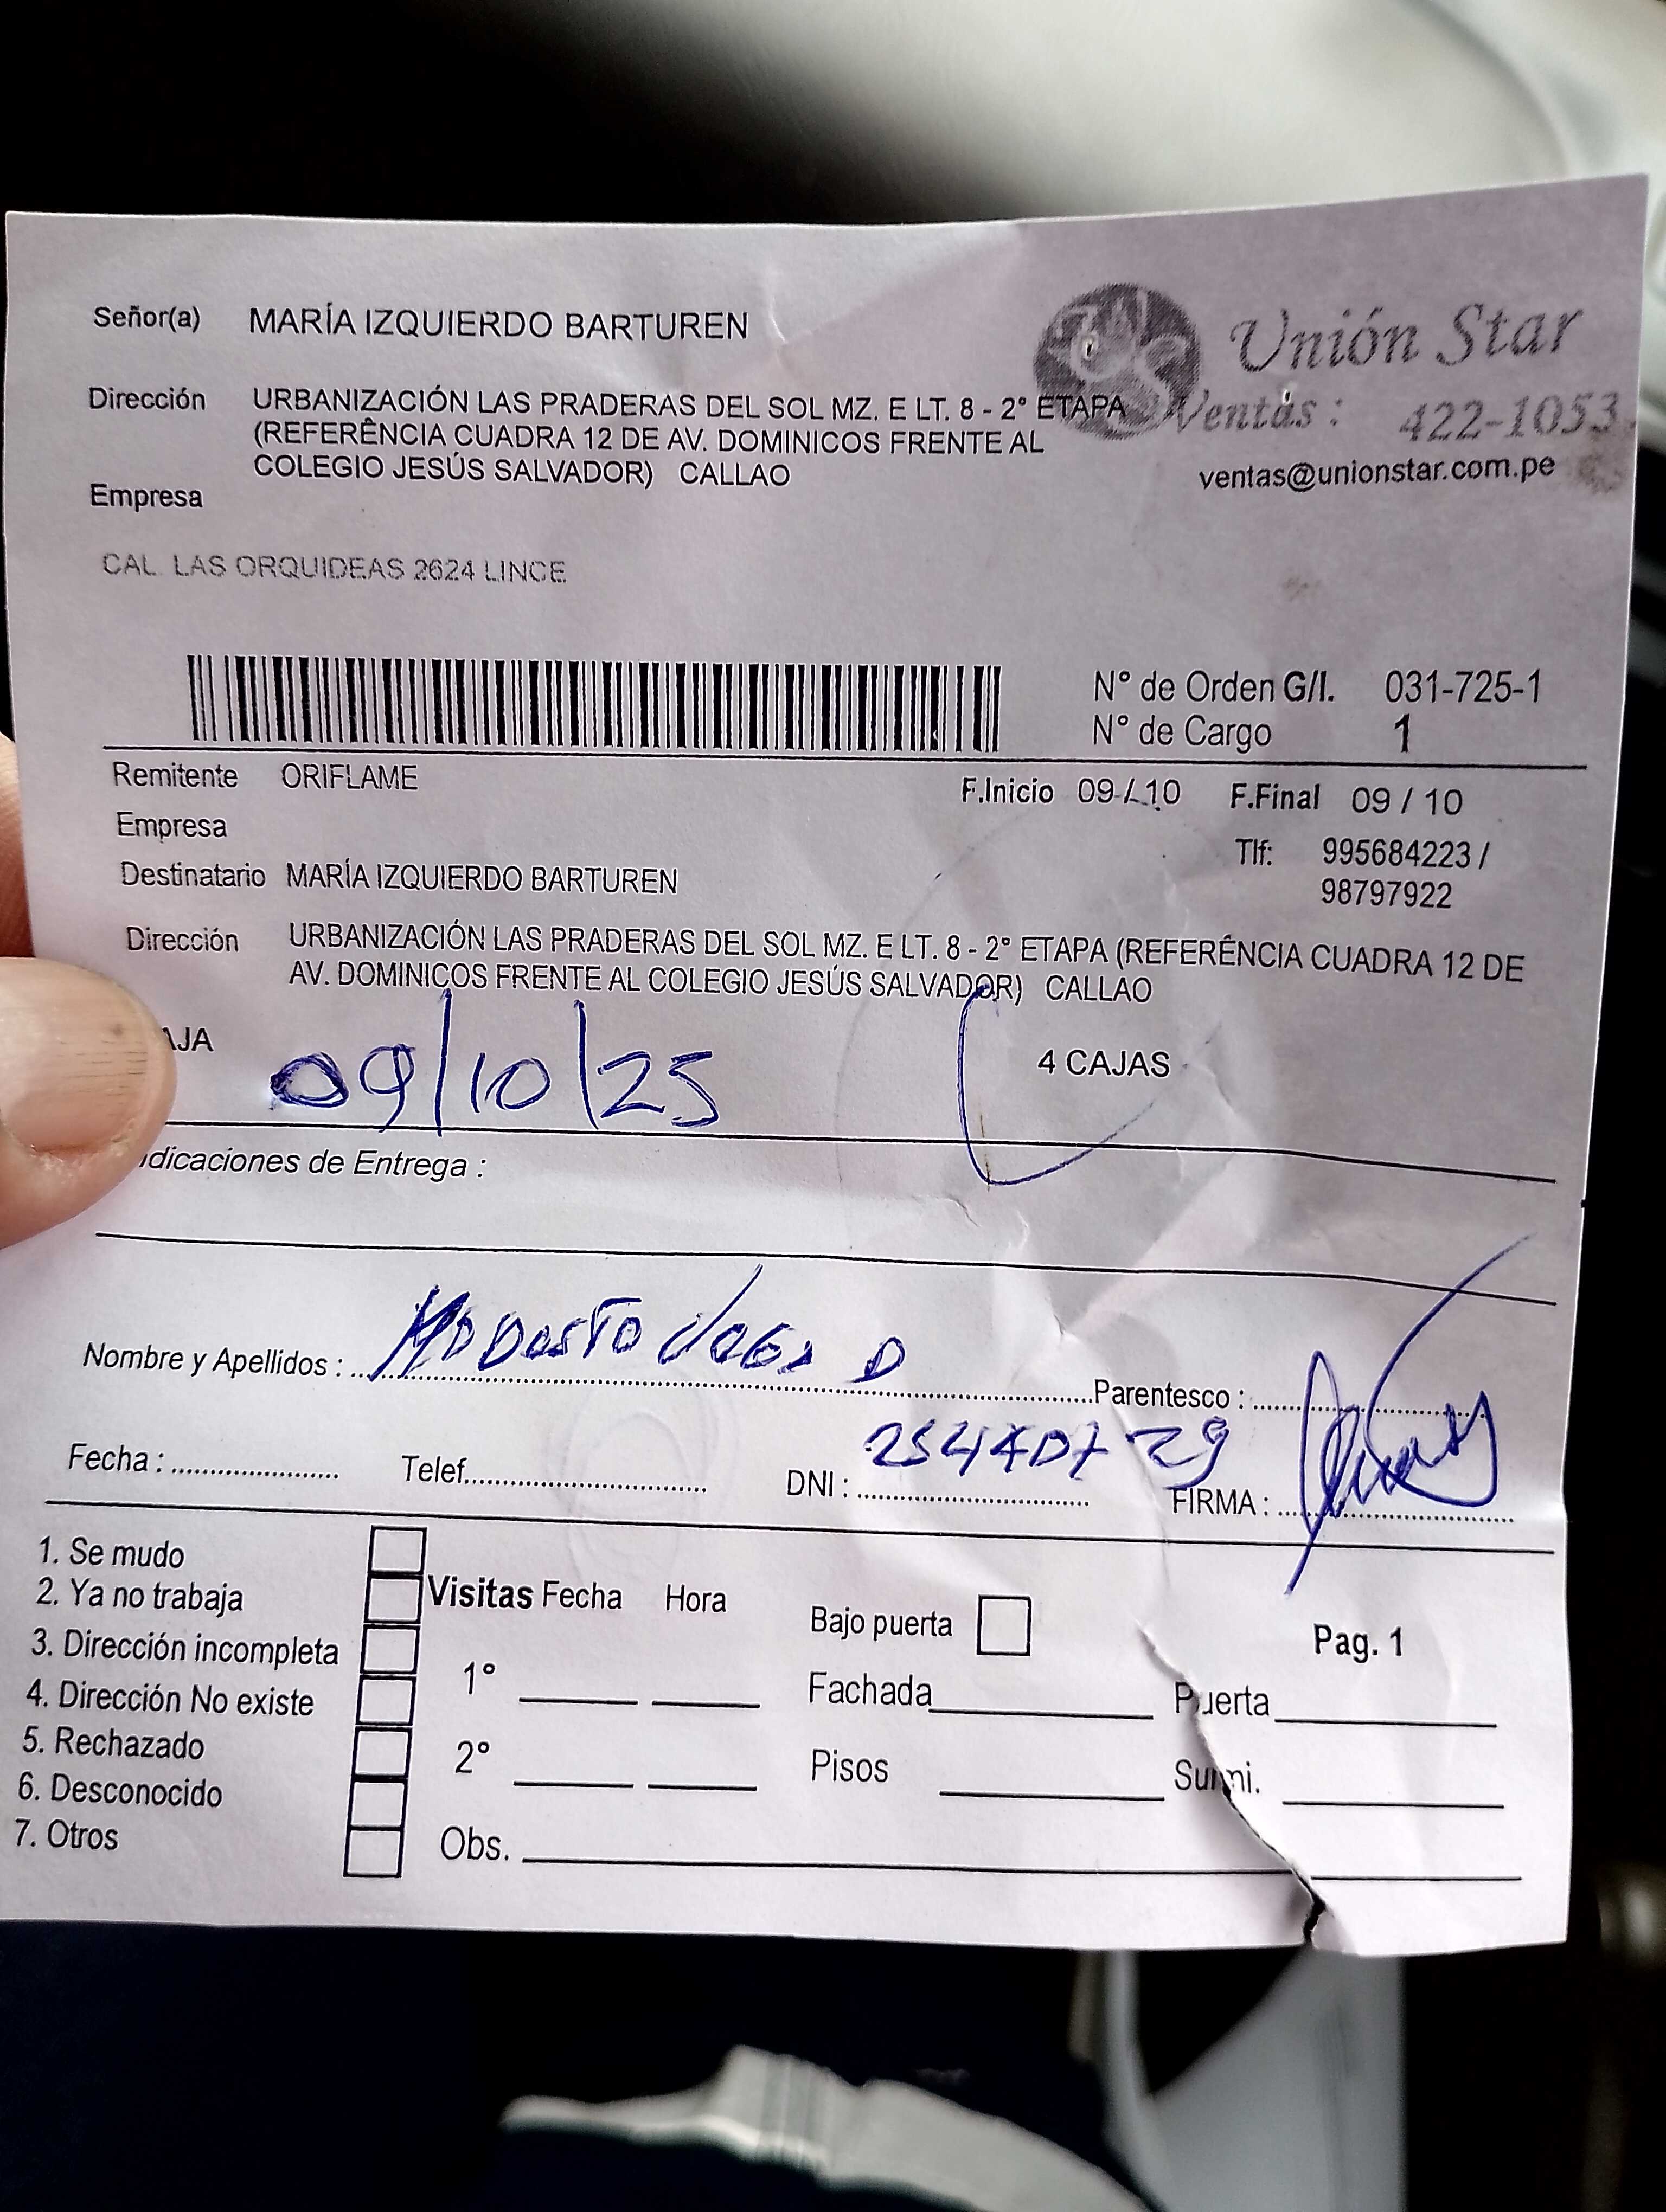 Señor(a) MARÍA IZQUIERDO BARTUREN
Unión Star
Ventas: 422-1053
ventas@unionstar.com.pe
Dirección URBANIZACIÓN LAS PRADERAS DEL SOL MZ. E LT. 8 - 2° ETAPA
(REFERÊNCIA CUADRA 12 DE AV. DOMINICOS FRENTE AL
COLEGIO JESÚS SALVADOR) CALLAO
Empresa
CAL. LAS ORQUIDEAS 2624 LINCE
N° de Orden G/I. 031-725-1
N° de Cargo 1
Remitente ORIFLAME F.Inicio 09/10 F.Final 09 / 10
Empresa
Tlf: 995684223 /
98797922
Destinatario MARÍA IZQUIERDO BARTUREN
Dirección URBANIZACIÓN LAS PRADERAS DEL SOL MZ. E LT. 8 - 2° ETAPA (REFERÊNCIA CUADRA 12 DE
AV. DOMINICOS FRENTE AL COLEGIO JESÚS SALVADOR) CALLAO
AJA 09/10/25 4 CAJAS
dicaciones de Entrega :
Nombre y Apellidos : MODESTO D Parentesco :
Fecha : Telef. DNI : FIRMA :
1. Se mudo
2. Ya no trabaja
3. Dirección incompleta
4. Dirección No existe
5. Rechazado
6. Desconocido
7. Otros
Visitas Fecha Hora
1°
2°
Obs.
Bajo puerta
Fachada
Pisos
Pag. 1
Puerta
Sumi.